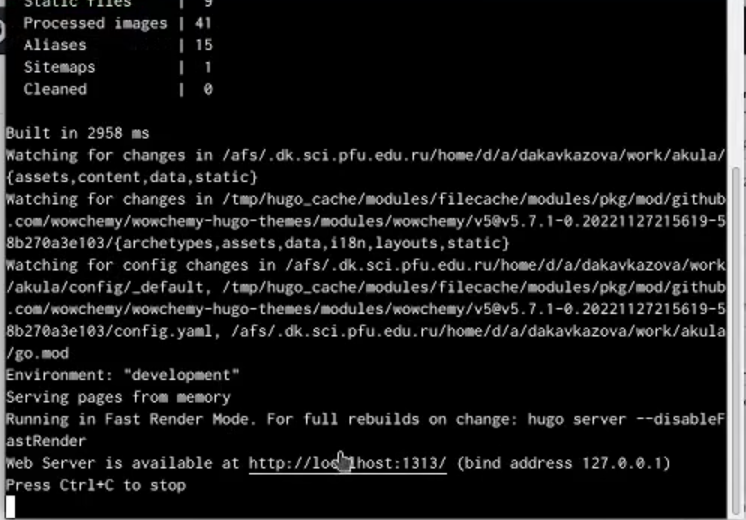 Static files | 9
Processed images | 41
Aliases | 15
Sitemaps | 1
Cleaned | 0
Built in 2958 ms
Watching for changes in /afs/.dk.sci.pfu.edu.ru/home/d/a/dakavkazova/work/akula/
{assets,content,data,static}
Watching for changes in /tmp/hugo_cache/modules/filecache/modules/pkg/mod/github
.com/wowchemy/wowchemy-hugo-themes/modules/wowchemy/v5@v5.7.1-0.20221127215619-5
8b270a3e103/{archetypes,assets,data,i18n,layouts,static}
Watching for config changes in /afs/.dk.sci.pfu.edu.ru/home/d/a/dakavkazova/work
/akula/config/_default, /tmp/hugo_cache/modules/filecache/modules/pkg/mod/github
.com/wowchemy/wowchemy-hugo-themes/modules/wowchemy/v5@v5.7.1-0.20221127215619-5
8b270a3e103/config.yaml, /afs/.dk.sci.pfu.edu.ru/home/d/a/dakavkazova/work/akula
/go.mod
Environment: "development"
Serving pages from memory
Running in Fast Render Mode. For full rebuilds on change: hugo server --disableF
astRender
Web Server is available at http://localhost:1313/ (bind address 127.0.0.1)
Press Ctrl+C to stop